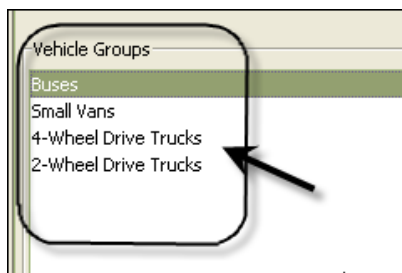 Vehicle Groups
Buses
Small Vans
4-Wheel Drive Trucks
2-Wheel Drive Trucks